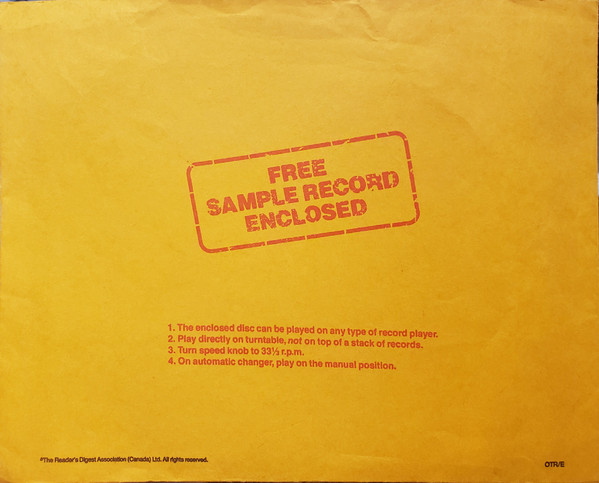 FREE
SAMPLE RECORD
ENCLOSED
1. The enclosed disc can be played on any type of record player.
2. Play directly on turntable, not on top of a stack of records.
3. Turn speed knob to 33⅓ r.p.m.
4. On automatic changer, play on the manual position.
©The Reader's Digest Association (Canada) Ltd. All rights reserved.
OTR/E